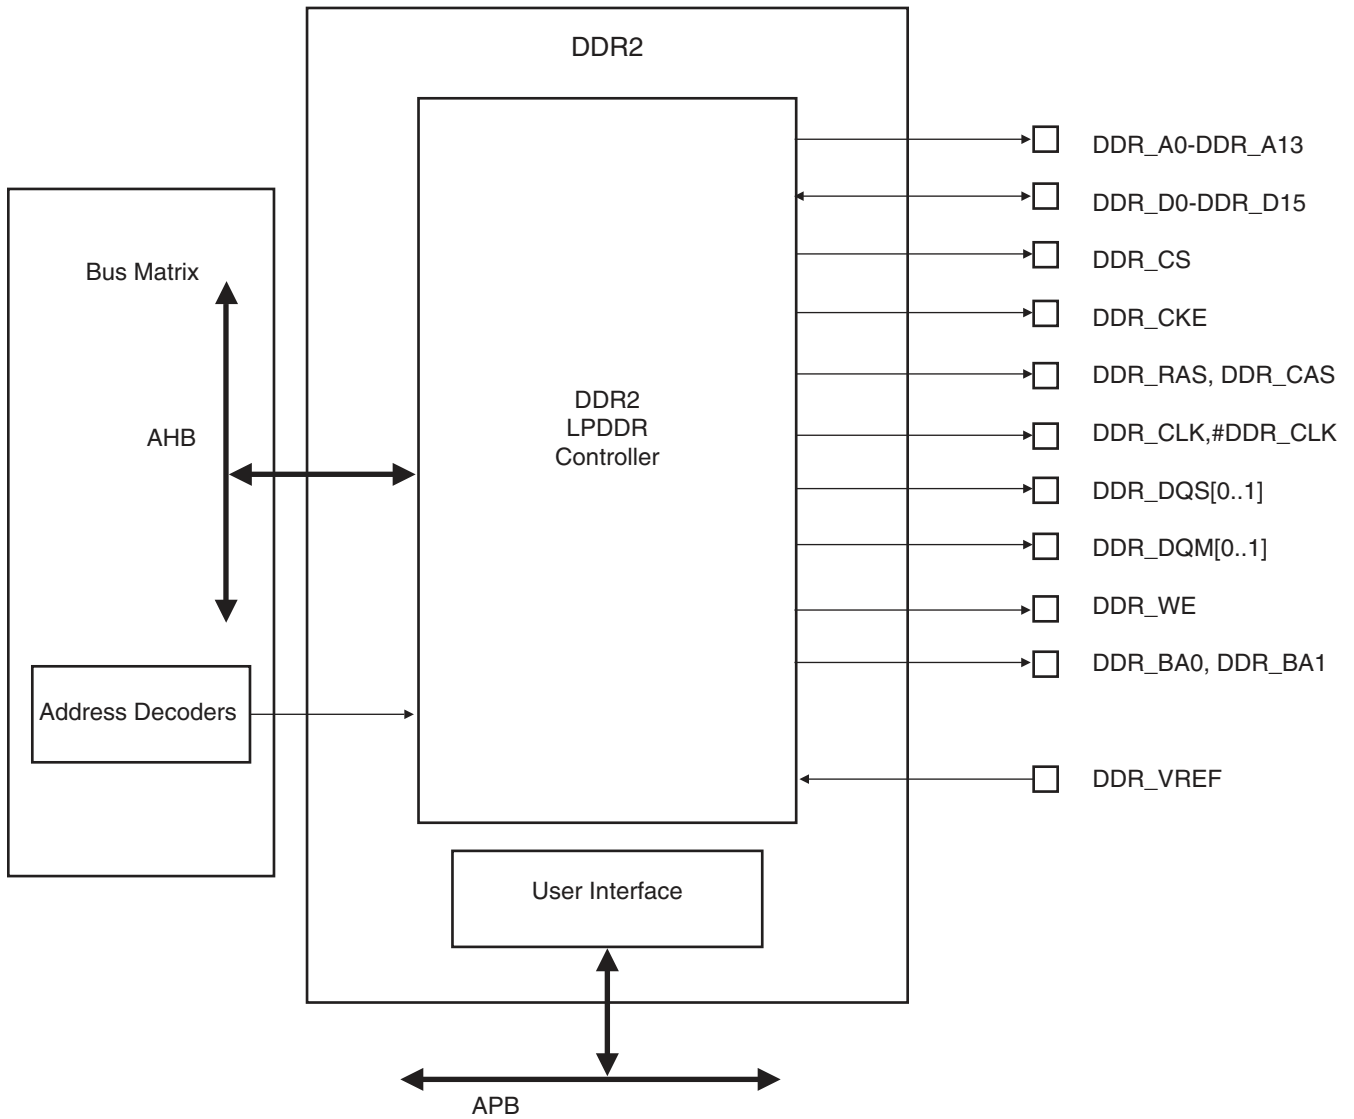 DDR2
Bus Matrix
AHB
Address Decoders
DDR2
LPDDR
Controller
User Interface
APB
DDR_A0-DDR_A13
DDR_D0-DDR_D15
DDR_CS
DDR_CKE
DDR_RAS, DDR_CAS
DDR_CLK,#DDR_CLK
DDR_DQS[0..1]
DDR_DQM[0..1]
DDR_WE
DDR_BA0, DDR_BA1
DDR_VREF